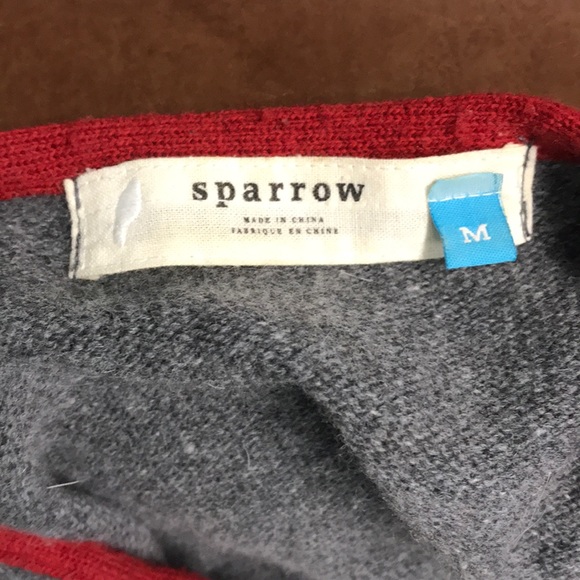 sparrow
MADE IN CHINA
FABRIQUE EN CHINE
M